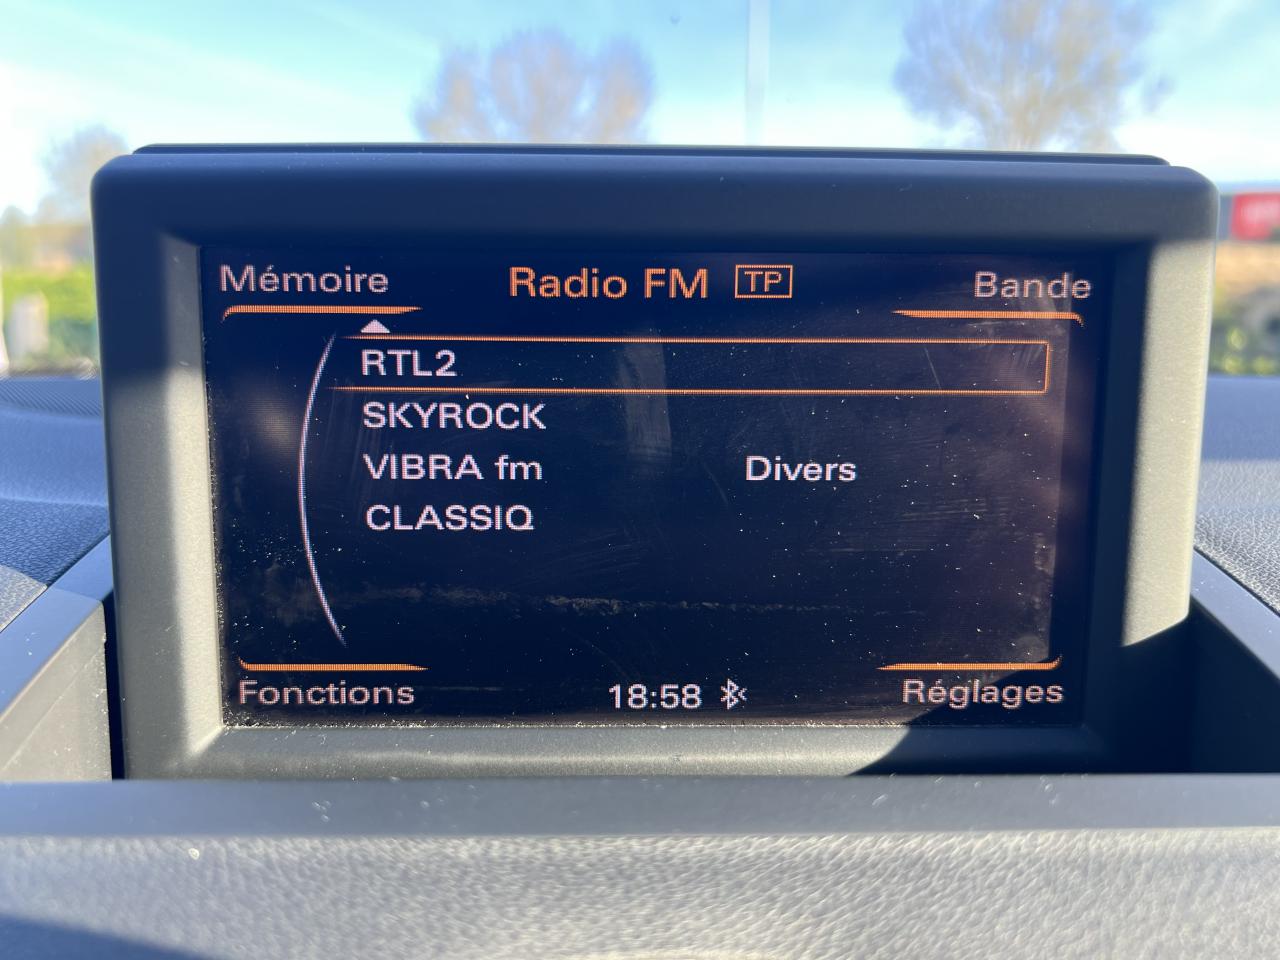 Mémoire Radio FM TP Bande
RTL2
SKYROCK
VIBRA fm Divers
CLASSIQ
Fonctions 18:58 Réglages